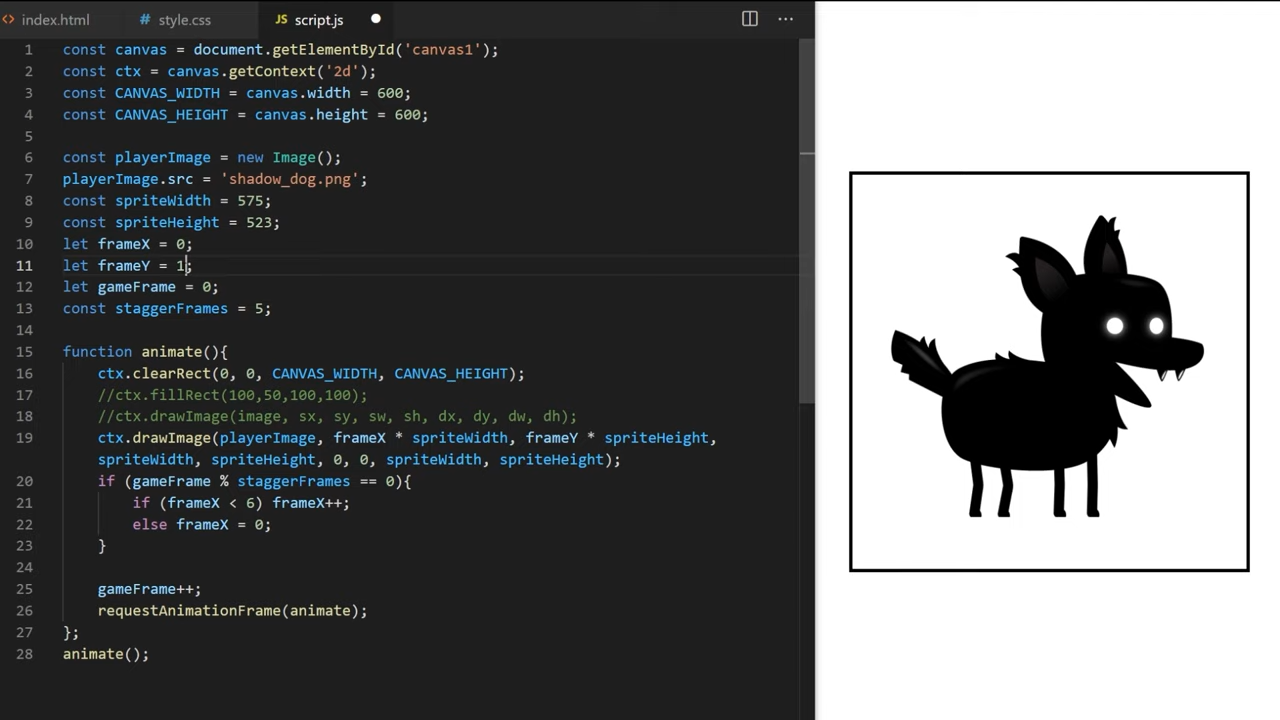 index.html # style.css JS script.js
1 const canvas = document.getElementById('canvas1');
2 const ctx = canvas.getContext('2d');
3 const CANVAS_WIDTH = canvas.width = 600;
4 const CANVAS_HEIGHT = canvas.height = 600;
5
6 const playerImage = new Image();
7 playerImage.src = 'shadow_dog.png';
8 const spriteWidth = 575;
9 const spriteHeight = 523;
10 let frameX = 0;
11 let frameY = 1;
12 let gameFrame = 0;
13 const staggerFrames = 5;
14
15 function animate(){
16 ctx.clearRect(0, 0, CANVAS_WIDTH, CANVAS_HEIGHT);
17 //ctx.fillRect(100,50,100,100);
18 //ctx.drawImage(image, sx, sy, sw, sh, dx, dy, dw, dh);
19 ctx.drawImage(playerImage, frameX * spriteWidth, frameY * spriteHeight,
spriteWidth, spriteHeight, 0, 0, spriteWidth, spriteHeight);
20 if (gameFrame % staggerFrames == 0){
21 if (frameX < 6) frameX++;
22 else frameX = 0;
23 }
24
25 gameFrame++;
26 requestAnimationFrame(animate);
27 };
28 animate();